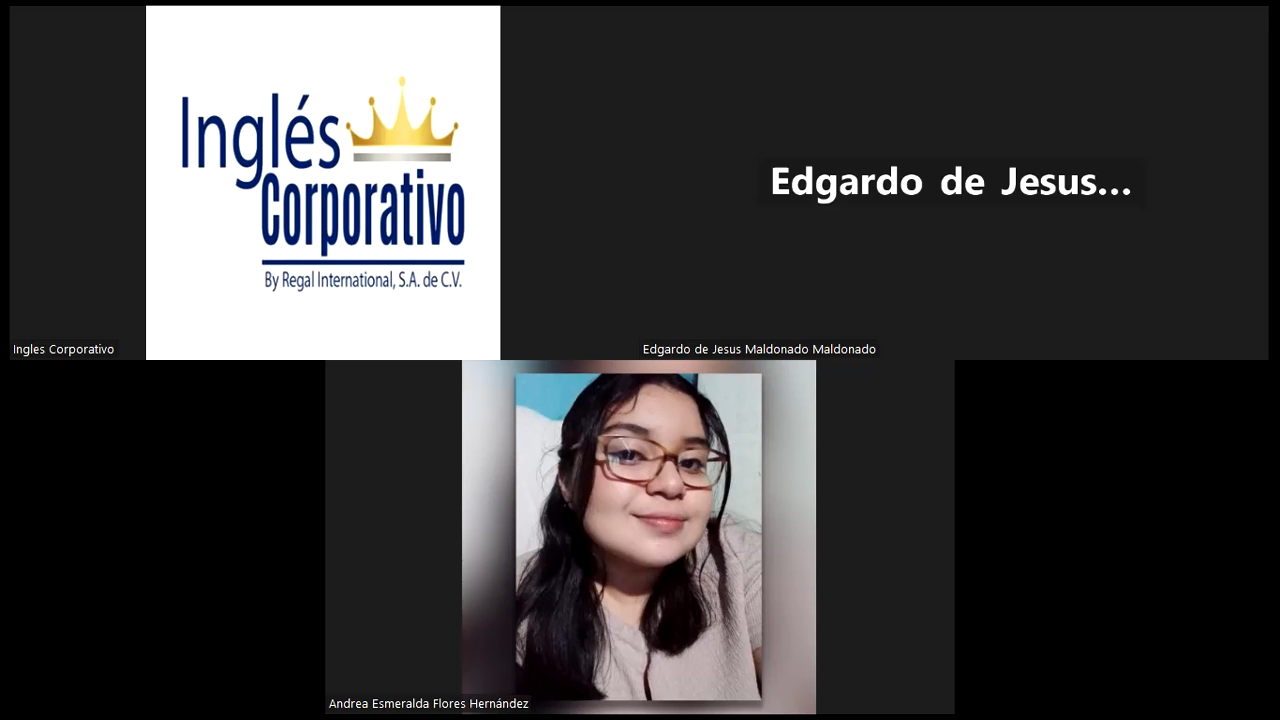 Inglés
Corporativo
By Regal International, S.A. de C.V.
Edgardo de Jesus...
Ingles Corporativo
Edgardo de Jesus Maldonado Maldonado
Andrea Esmeralda Flores Hernández